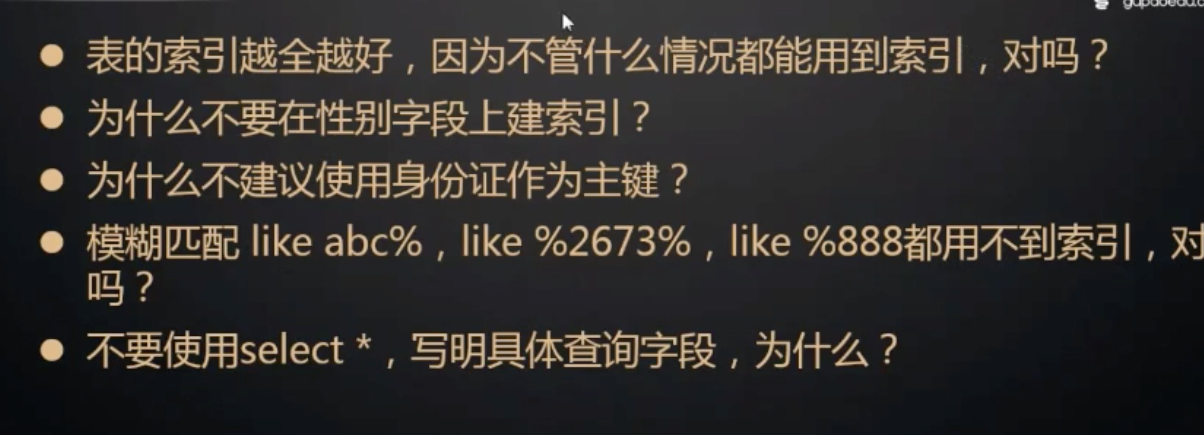 ● 表的索引越全越好，因为不管什么情况都能用到索引，对吗？
● 为什么不要在性别字段上建索引？
● 为什么不建议使用身份证作为主键？
● 模糊匹配 like abc%，like %2673%，like %888都用不到索引，对
吗？
● 不要使用select *，写明具体查询字段，为什么？